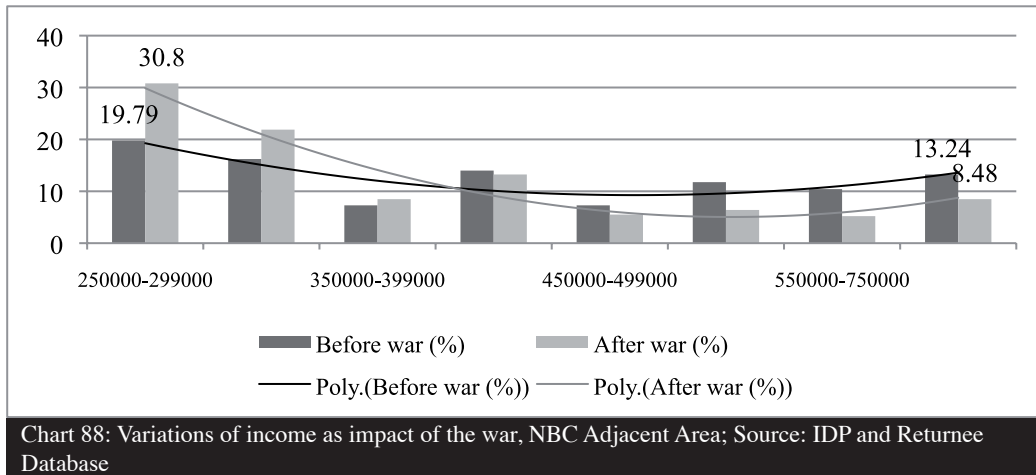 40
30.8
30
19.79
20
13.24
8.48
10
0
250000-299000
350000-399000
450000-499000
550000-750000
Before war (%)
After war (%)
Poly.(Before war (%))
Poly.(After war (%))
Chart 88: Variations of income as impact of the war, NBC Adjacent Area; Source: IDP and Returnee
Database